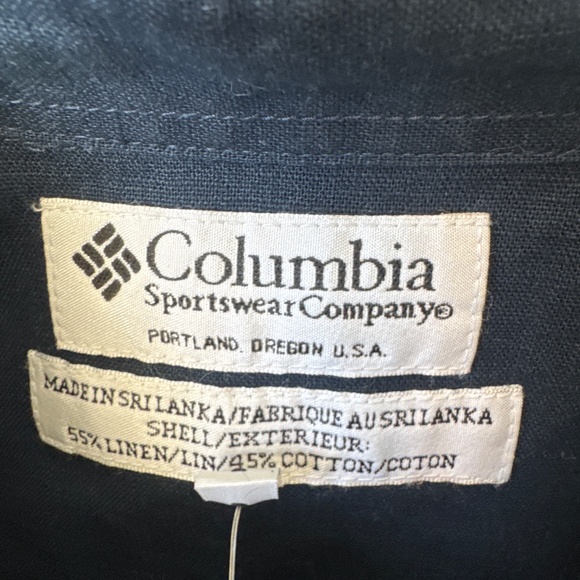 Columbia
Sportswear Company®
PORTLAND, OREGON U.S.A.
MADE IN SRI LANKA/FABRIQUE AU SRI LANKA
SHELL/EXTERIEUR:
55% LINEN/LIN/45% COTTON/COTON